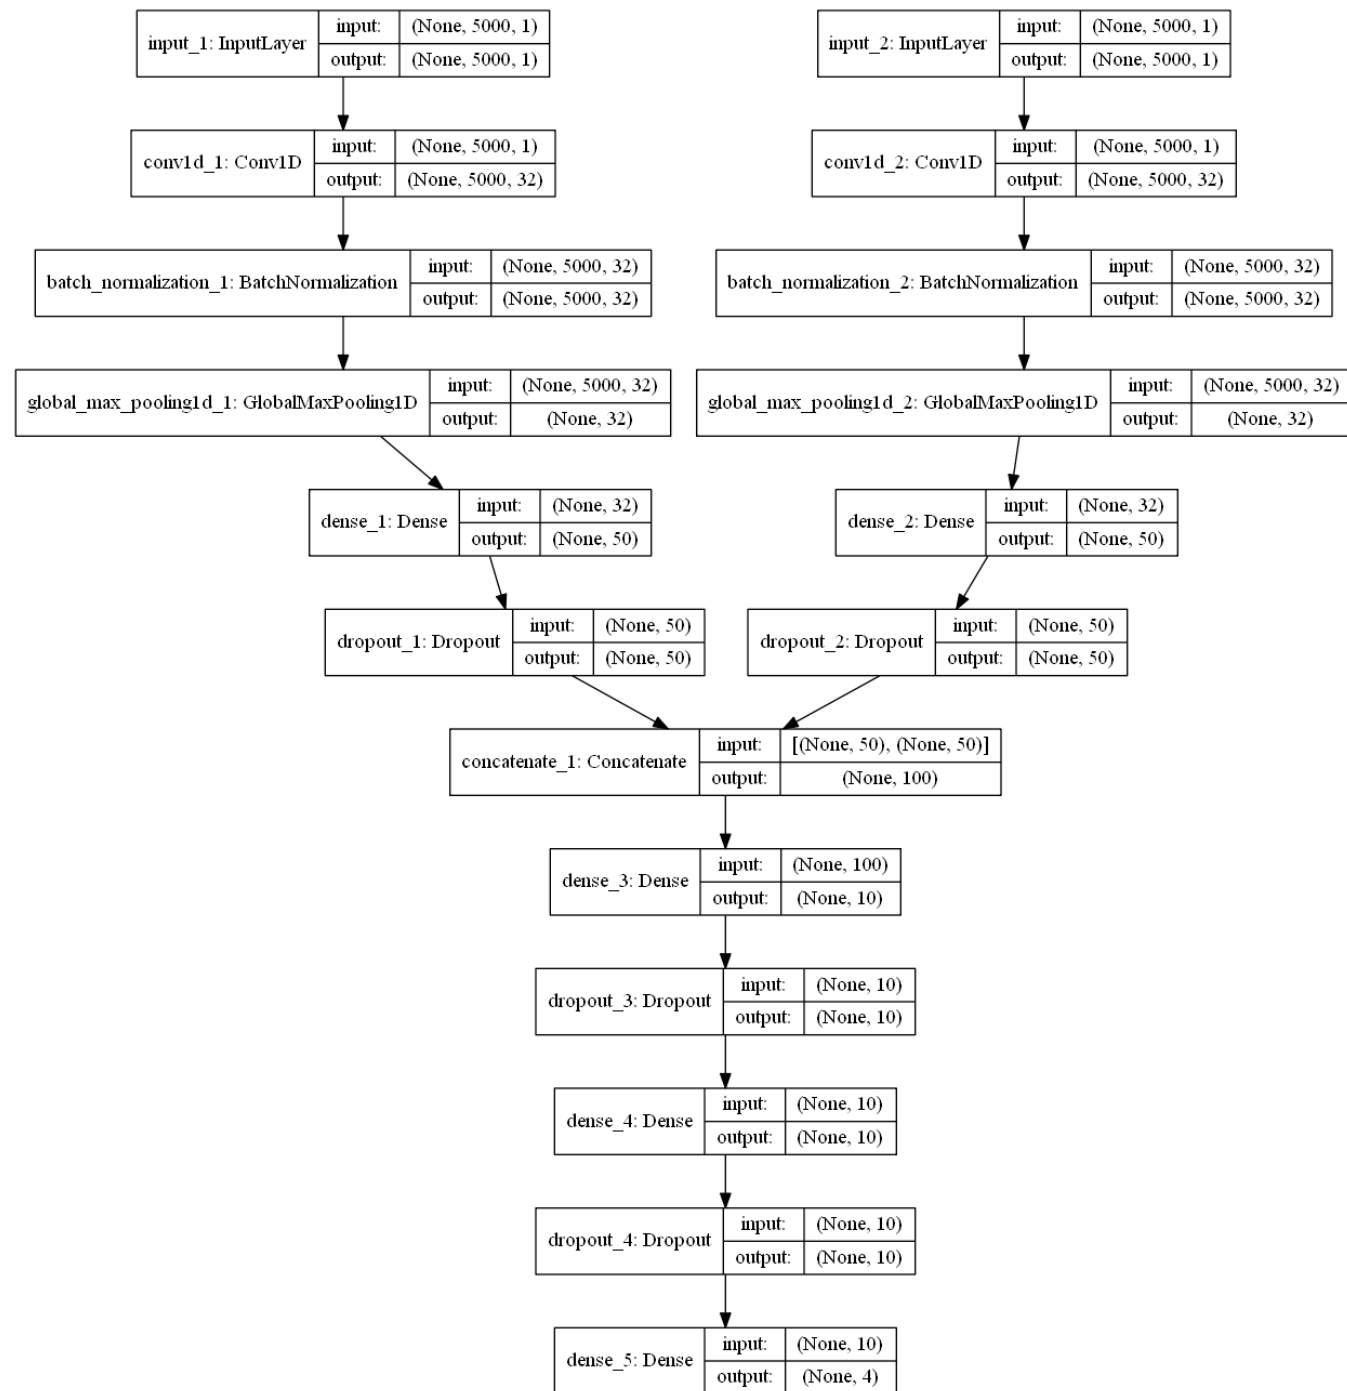 input_1: InputLayer
input: (None, 5000, 1)
output: (None, 5000, 1)
input_2: InputLayer
input: (None, 5000, 1)
output: (None, 5000, 1)
conv1d_1: Conv1D
input: (None, 5000, 1)
output: (None, 5000, 32)
conv1d_2: Conv1D
input: (None, 5000, 1)
output: (None, 5000, 32)
batch_normalization_1: BatchNormalization
input: (None, 5000, 32)
output: (None, 5000, 32)
batch_normalization_2: BatchNormalization
input: (None, 5000, 32)
output: (None, 5000, 32)
global_max_pooling1d_1: GlobalMaxPooling1D
input: (None, 5000, 32)
output: (None, 32)
global_max_pooling1d_2: GlobalMaxPooling1D
input: (None, 5000, 32)
output: (None, 32)
dense_1: Dense
input: (None, 32)
output: (None, 50)
dense_2: Dense
input: (None, 32)
output: (None, 50)
dropout_1: Dropout
input: (None, 50)
output: (None, 50)
dropout_2: Dropout
input: (None, 50)
output: (None, 50)
concatenate_1: Concatenate
input: [(None, 50), (None, 50)]
output: (None, 100)
dense_3: Dense
input: (None, 100)
output: (None, 10)
dropout_3: Dropout
input: (None, 10)
output: (None, 10)
dense_4: Dense
input: (None, 10)
output: (None, 10)
dropout_4: Dropout
input: (None, 10)
output: (None, 10)
dense_5: Dense
input: (None, 10)
output: (None, 4)